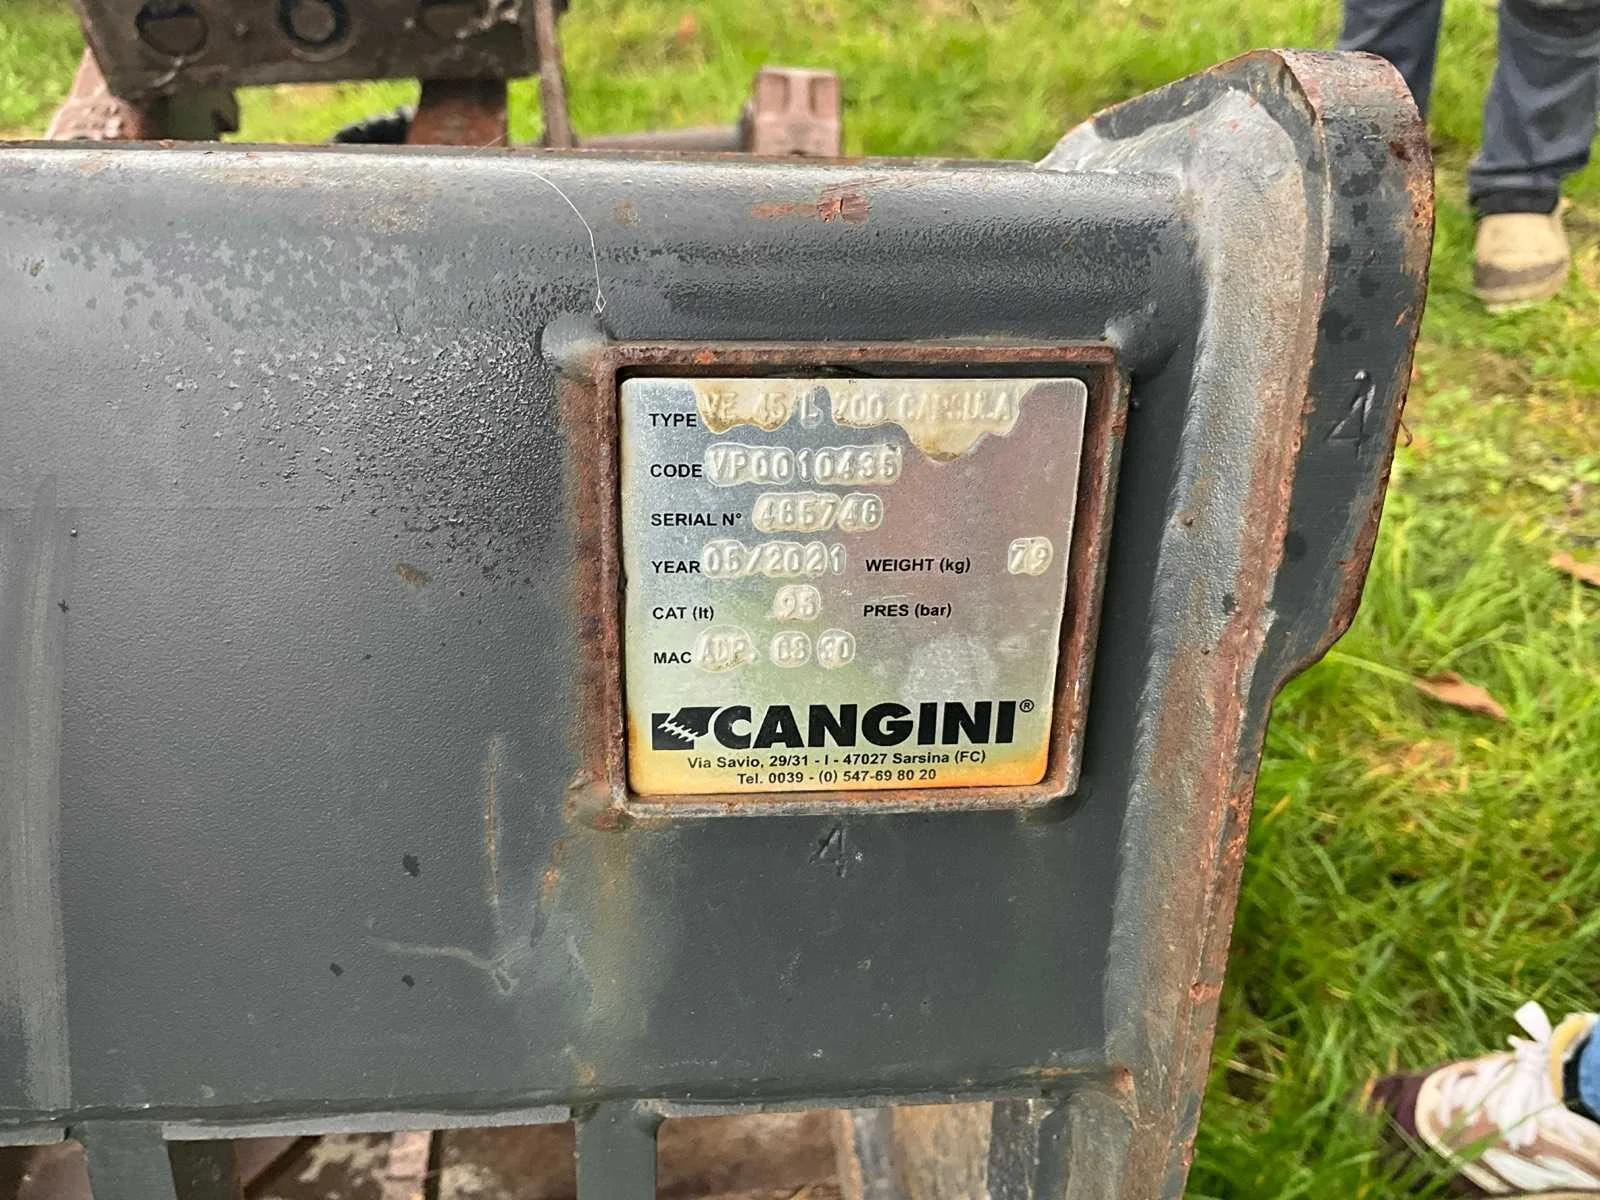 TYPE VE 45 L 200 CAPSULA
CODE VP0010435
SERIAL N° 465746
YEAR 05/2021 WEIGHT (kg) 79
CAT (lt) 95 PRES (bar)
MAC ADP. 08 30
CANGINI®
Via Savio, 29/31 - I - 47027 Sarsina (FC)
Tel. 0039 - (0) 547-69 80 20
4
4